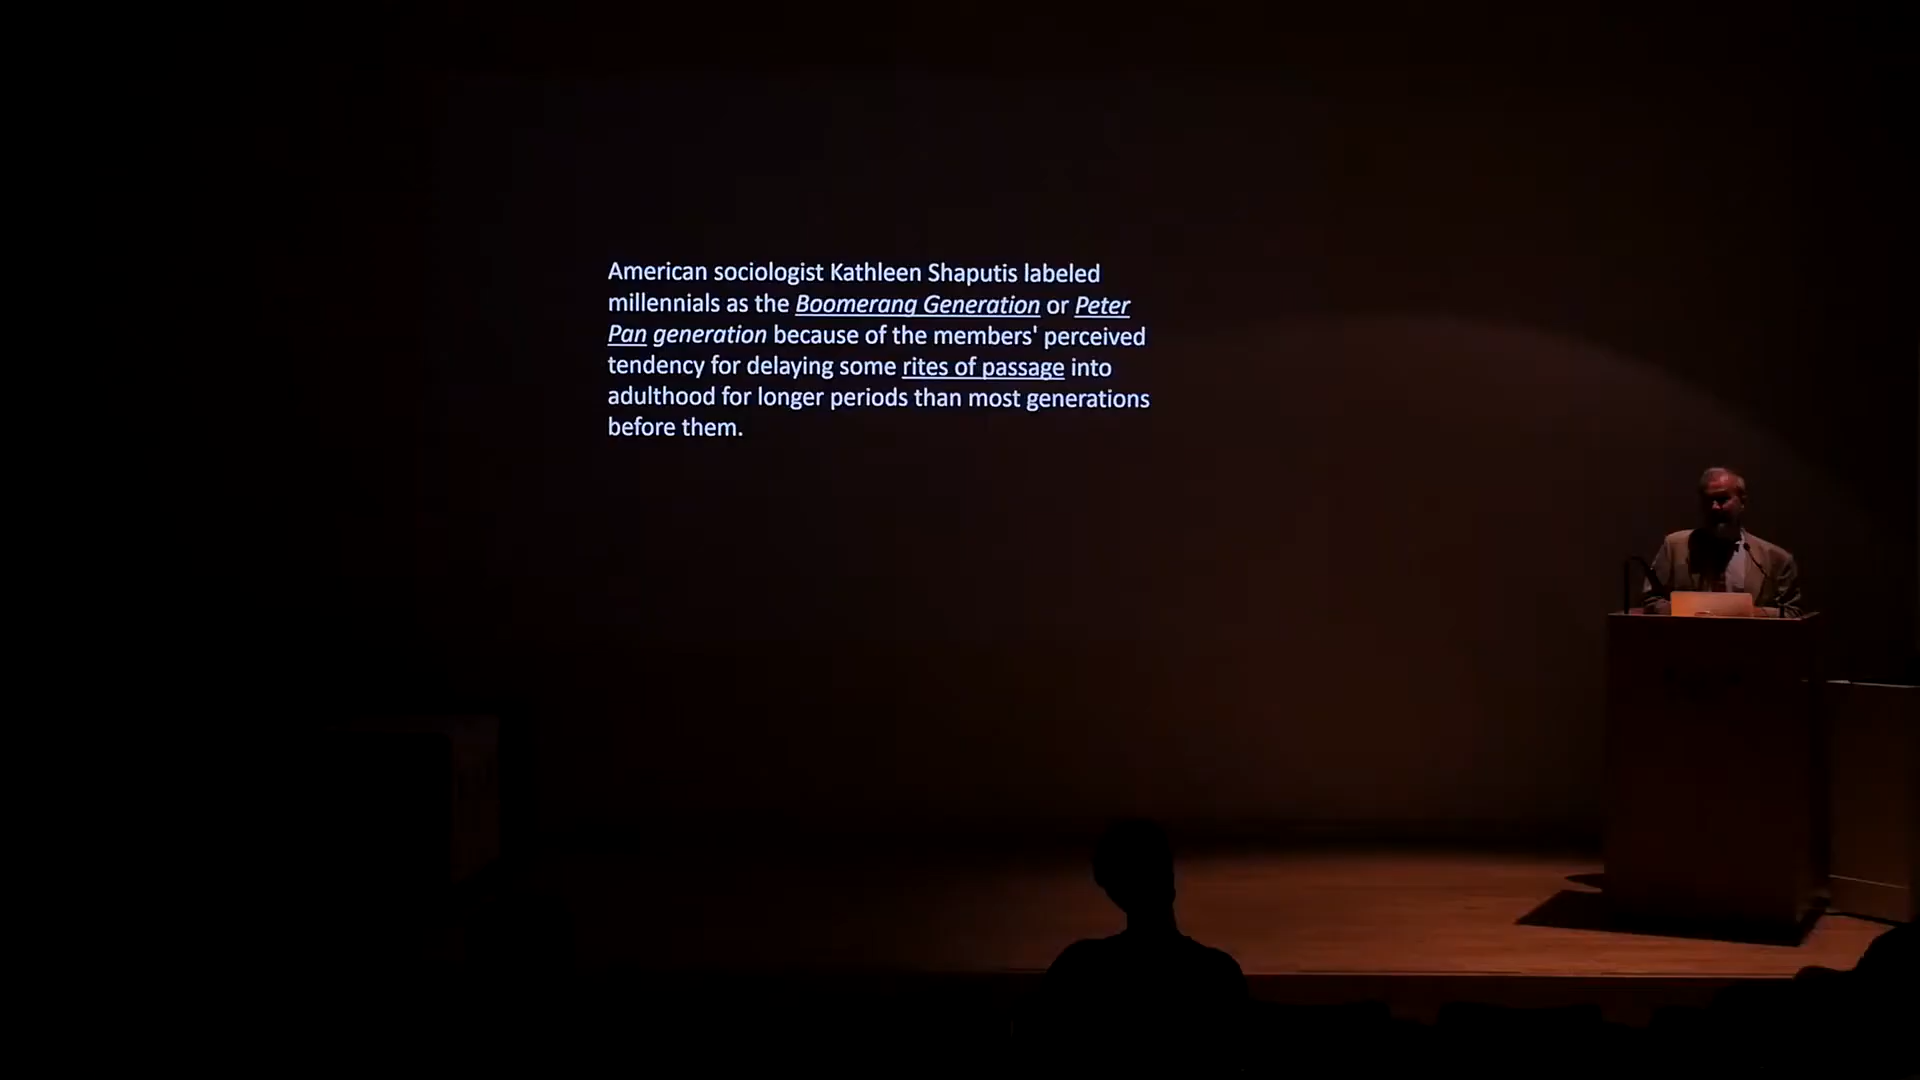 American sociologist Kathleen Shaputis labeled
millennials as the Boomerang Generation or Peter
Pan generation because of the members' perceived
tendency for delaying some rites of passage into
adulthood for longer periods than most generations
before them.